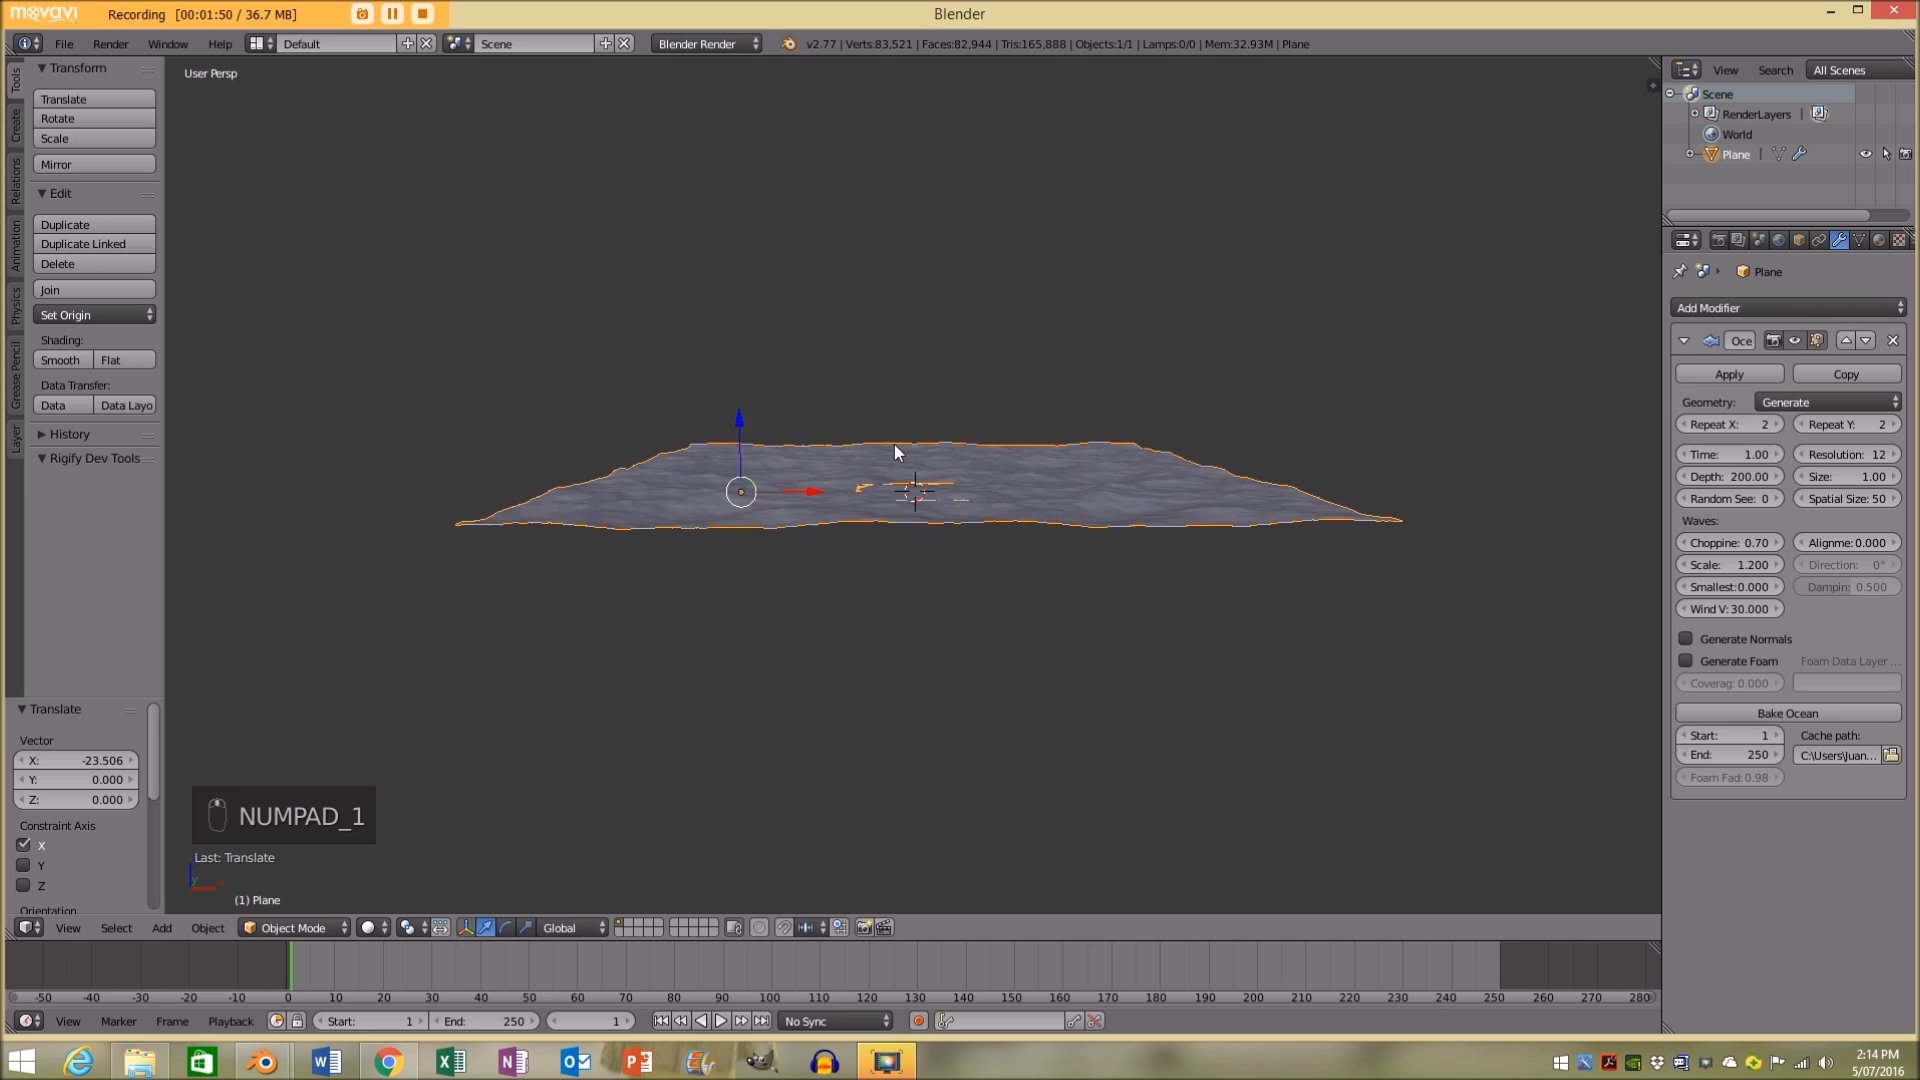 movavi Recording [00:01:50 / 36.7 MB] Blender
File Render Window Help Default Scene Blender Render v2.77 | Verts:83,521 | Faces:82,944 | Tris:165,888 | Objects:1/1 | Lamps:0/0 | Mem:32.93M | Plane
Tools
Create
Relations
Animation
Physics
Grease Pencil
Layer
Transform
Translate
Rotate
Scale
Mirror
Edit
Duplicate
Duplicate Linked
Delete
Join
Set Origin
Shading:
Smooth Flat
Data Transfer:
Data Data Layo
History
Rigify Dev Tools
Translate
Vector
X: -23.506
Y: 0.000
Z: 0.000
Constraint Axis
X
Y
Z
Orientation
User Persp
NUMPAD_1
Last: Translate
(1) Plane
View Select Add Object Object Mode Global
View Search All Scenes
Scene
RenderLayers |
World
Plane |
Plane
Add Modifier
Oce
Apply Copy
Geometry: Generate
Repeat X: 2 Repeat Y: 2
Time: 1.00 Resolution: 12
Depth: 200.00 Size: 1.00
Random See: 0 Spatial Size: 50
Waves:
Choppine: 0.70 Alignme: 0.000
Scale: 1.200 Direction: 0°
Smallest: 0.000 Dampin: 0.500
Wind V: 30.000
Generate Normals
Generate Foam Foam Data Layer ...
Coverag: 0.000
Bake Ocean
Start: 1 Cache path:
End: 250 C:\Users\Juan...
Foam Fad: 0.98
-50 -40 -30 -20 -10 0 10 20 30 40 50 60 70 80 90 100 110 120 130 140 150 160 170 180 190 200 210 220 230 240 250 260 270 280
View Marker Frame Playback Start: 1 End: 250 1 No Sync
2:14 PM
5/07/2016